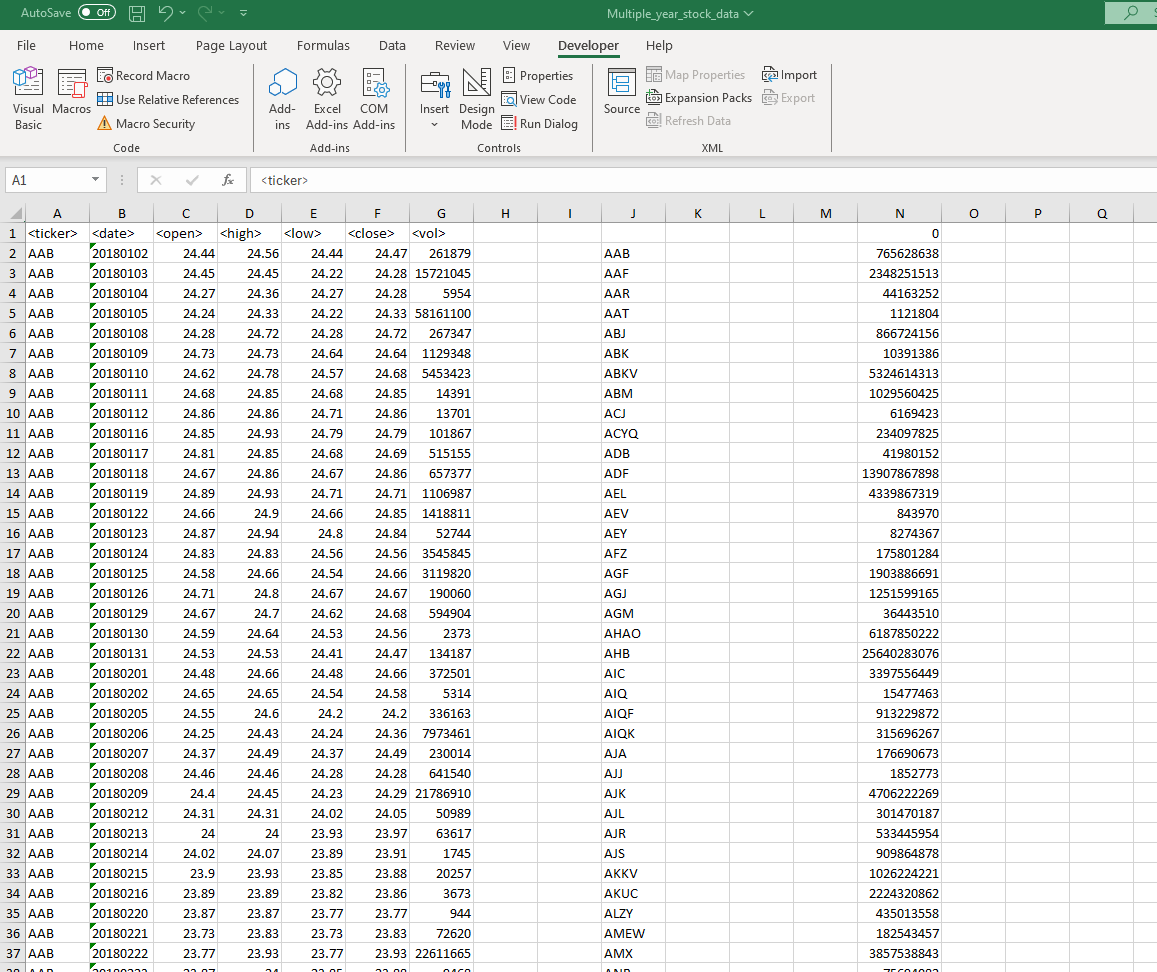 AutoSave Off Multiple_year_stock_data
File Home Insert Page Layout Formulas Data Review View Developer Help
Visual Basic
Macros
Record Macro
Use Relative References
Macro Security
Code
Add-ins
Excel Add-ins
COM Add-ins
Add-ins
Insert
Design Mode
Properties
View Code
Run Dialog
Controls
Source
Map Properties
Expansion Packs
Refresh Data
Import
Export
XML
A1 fx <ticker>
A B C D E F G H I J K L M N O P Q
1 <ticker> <date> <open> <high> <low> <close> <vol> 0
2 AAB 20180102 24.44 24.56 24.44 24.47 261879 AAB 765628638
3 AAB 20180103 24.45 24.45 24.22 24.28 15721045 AAF 2348251513
4 AAB 20180104 24.27 24.36 24.27 24.28 5954 AAR 44163252
5 AAB 20180105 24.24 24.33 24.22 24.33 58161100 AAT 1121804
6 AAB 20180108 24.28 24.72 24.28 24.72 267347 ABJ 866724156
7 AAB 20180109 24.73 24.73 24.64 24.64 1129348 ABK 10391386
8 AAB 20180110 24.62 24.78 24.57 24.68 5453423 ABKV 5324614313
9 AAB 20180111 24.68 24.85 24.68 24.85 14391 ABM 1029560425
10 AAB 20180112 24.86 24.86 24.71 24.86 13701 ACJ 6169423
11 AAB 20180116 24.85 24.93 24.79 24.79 101867 ACYQ 234097825
12 AAB 20180117 24.81 24.85 24.68 24.69 515155 ADB 41980152
13 AAB 20180118 24.67 24.86 24.67 24.86 657377 ADF 13907867898
14 AAB 20180119 24.89 24.93 24.71 24.71 1106987 AEL 4339867319
15 AAB 20180122 24.66 24.9 24.66 24.85 1418811 AEV 843970
16 AAB 20180123 24.87 24.94 24.8 24.84 52744 AEY 8274367
17 AAB 20180124 24.83 24.83 24.56 24.56 3545845 AFZ 175801284
18 AAB 20180125 24.58 24.66 24.54 24.66 3119820 AGF 1903886691
19 AAB 20180126 24.71 24.8 24.67 24.67 190060 AGJ 1251599165
20 AAB 20180129 24.67 24.7 24.62 24.68 594904 AGM 36443510
21 AAB 20180130 24.59 24.64 24.53 24.56 2373 AHAO 6187850222
22 AAB 20180131 24.53 24.53 24.41 24.47 134187 AHB 25640283076
23 AAB 20180201 24.48 24.66 24.48 24.66 372501 AIC 3397556449
24 AAB 20180202 24.65 24.65 24.54 24.58 5314 AIQ 15477463
25 AAB 20180205 24.55 24.6 24.2 24.2 336163 AIQF 913229872
26 AAB 20180206 24.25 24.43 24.24 24.36 7973461 AIQK 315696267
27 AAB 20180207 24.37 24.49 24.37 24.49 230014 AJA 176690673
28 AAB 20180208 24.46 24.46 24.28 24.28 641540 AJJ 1852773
29 AAB 20180209 24.4 24.45 24.23 24.29 21786910 AJK 4706222269
30 AAB 20180212 24.31 24.31 24.02 24.05 50989 AJL 301470187
31 AAB 20180213 24 24 23.93 23.97 63617 AJR 533445954
32 AAB 20180214 24.02 24.07 23.89 23.91 1745 AJS 909864878
33 AAB 20180215 23.9 23.93 23.85 23.88 20257 AKKV 1026224221
34 AAB 20180216 23.89 23.89 23.82 23.86 3673 AKUC 2224320862
35 AAB 20180220 23.87 23.87 23.77 23.77 944 ALZY 435013558
36 AAB 20180221 23.73 23.83 23.73 23.83 72620 AMEW 182543457
37 AAB 20180222 23.77 23.93 23.77 23.93 22611665 AMX 3857538843